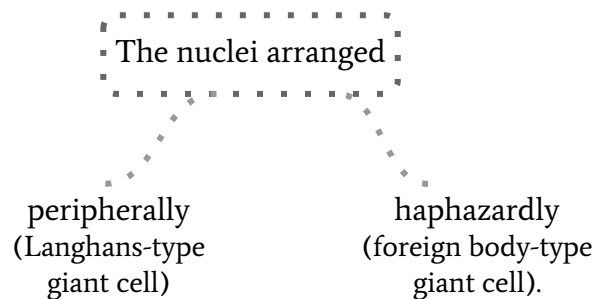 The nuclei arranged
peripherally
(Langhans-type
giant cell)
haphazardly
(foreign body-type
giant cell).